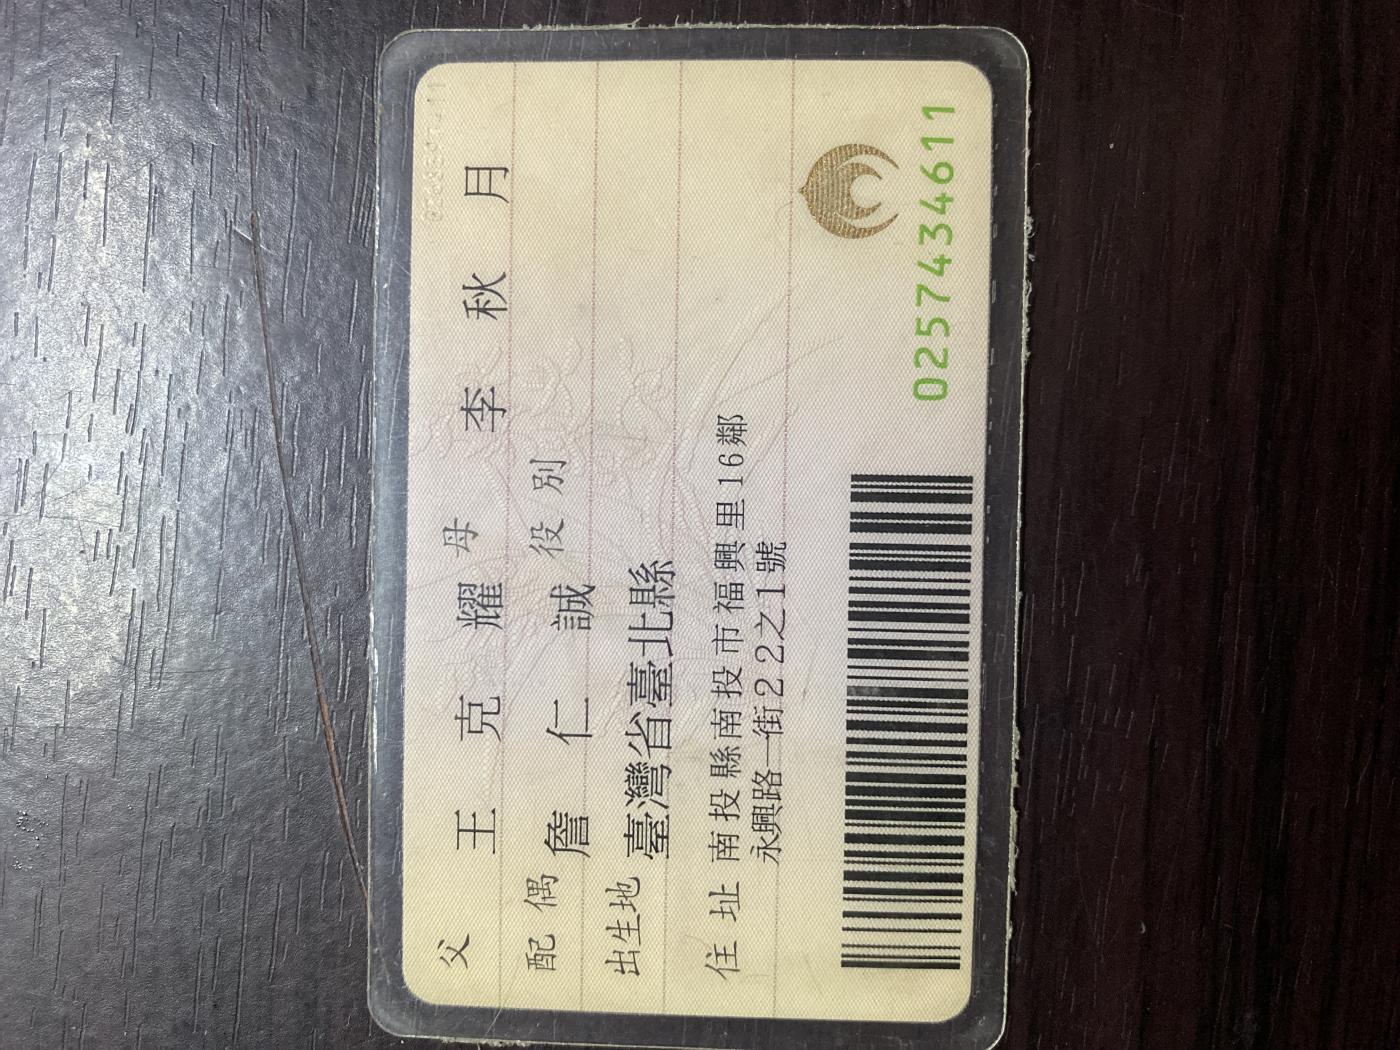 父 王克耀 母 李秋月
配偶 詹仁誠 役別
出生地 臺灣省臺北縣
住址 南投縣南投市福興里16鄰
永興路一街22之1號
0257434611